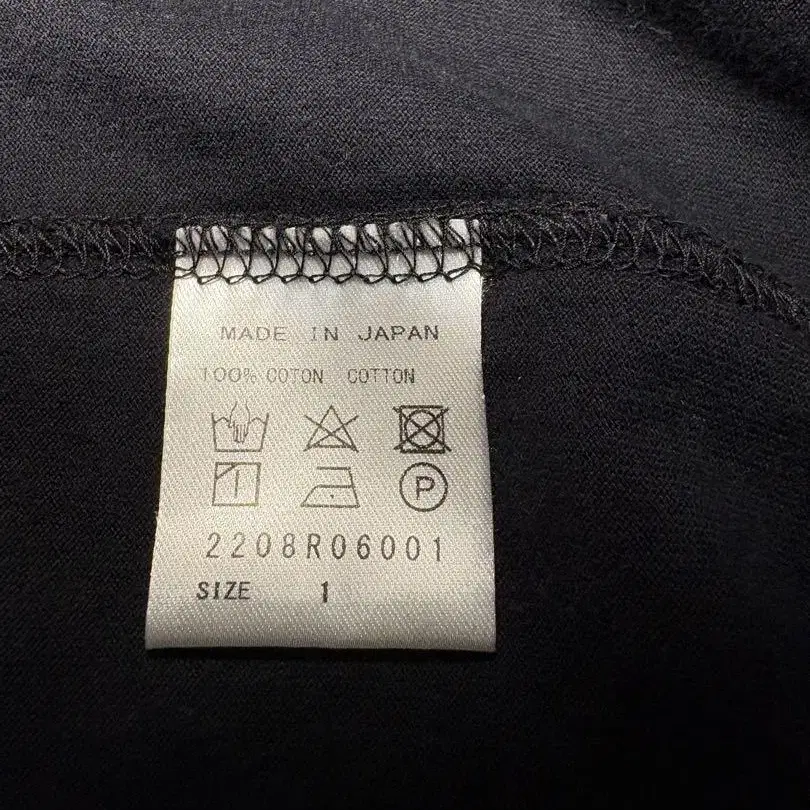 MADE IN JAPAN
100% COTON COTTON
P
2208R06001
SIZE 1